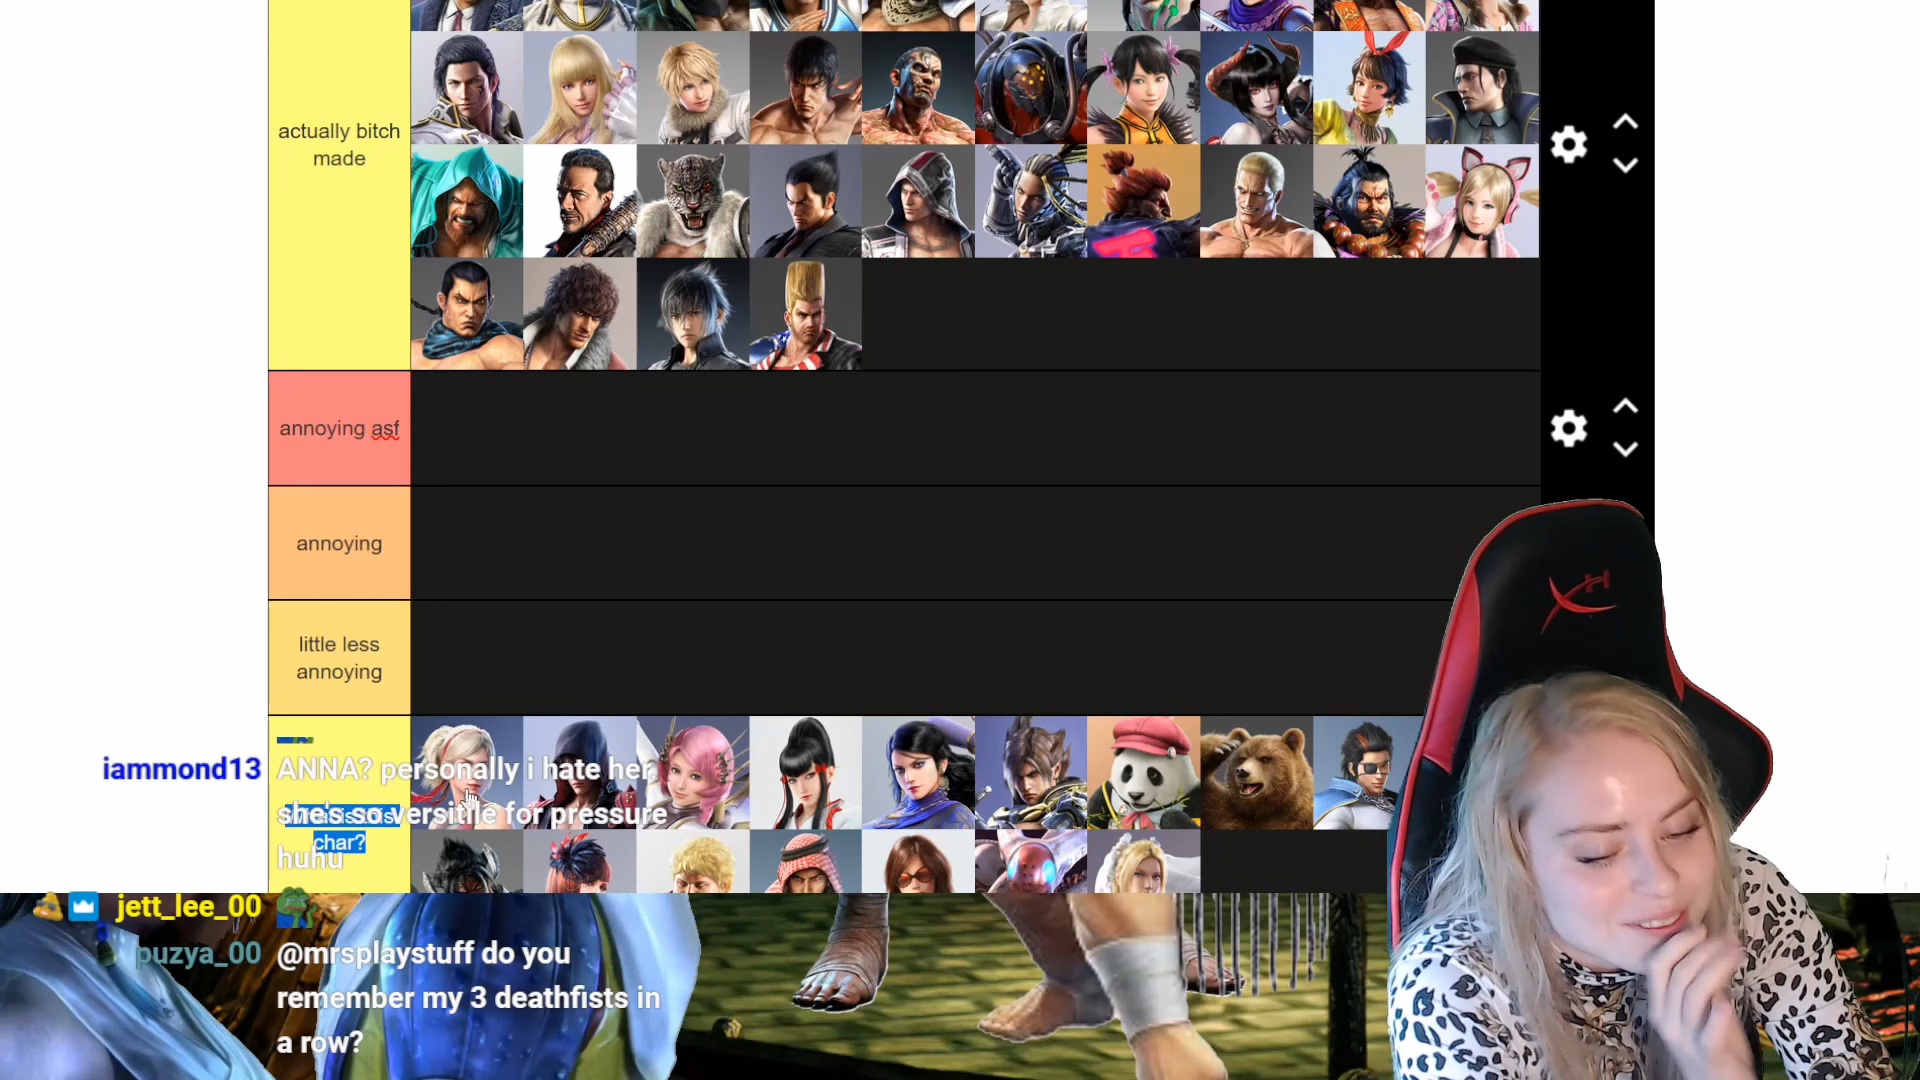 actually bitch
made
annoying asf
annoying
little less
annoying
iammond13 ANNA? personally i hate her,
she's so versitile for pressure
huhu
char?
jett_lee_00
puzya_00 @mrsplaystuff do you
remember my 3 deathfists in
a row?